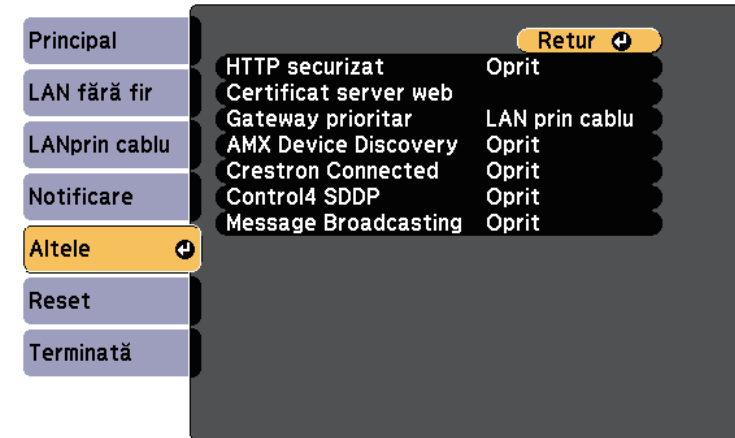 Principal
LAN fără fir
LANprin cablu
Notificare
Altele
Reset
Terminată
Retur
HTTP securizat Oprit
Certificat server web
Gateway prioritar LAN prin cablu
AMX Device Discovery Oprit
Crestron Connected Oprit
Control4 SDDP Oprit
Message Broadcasting Oprit